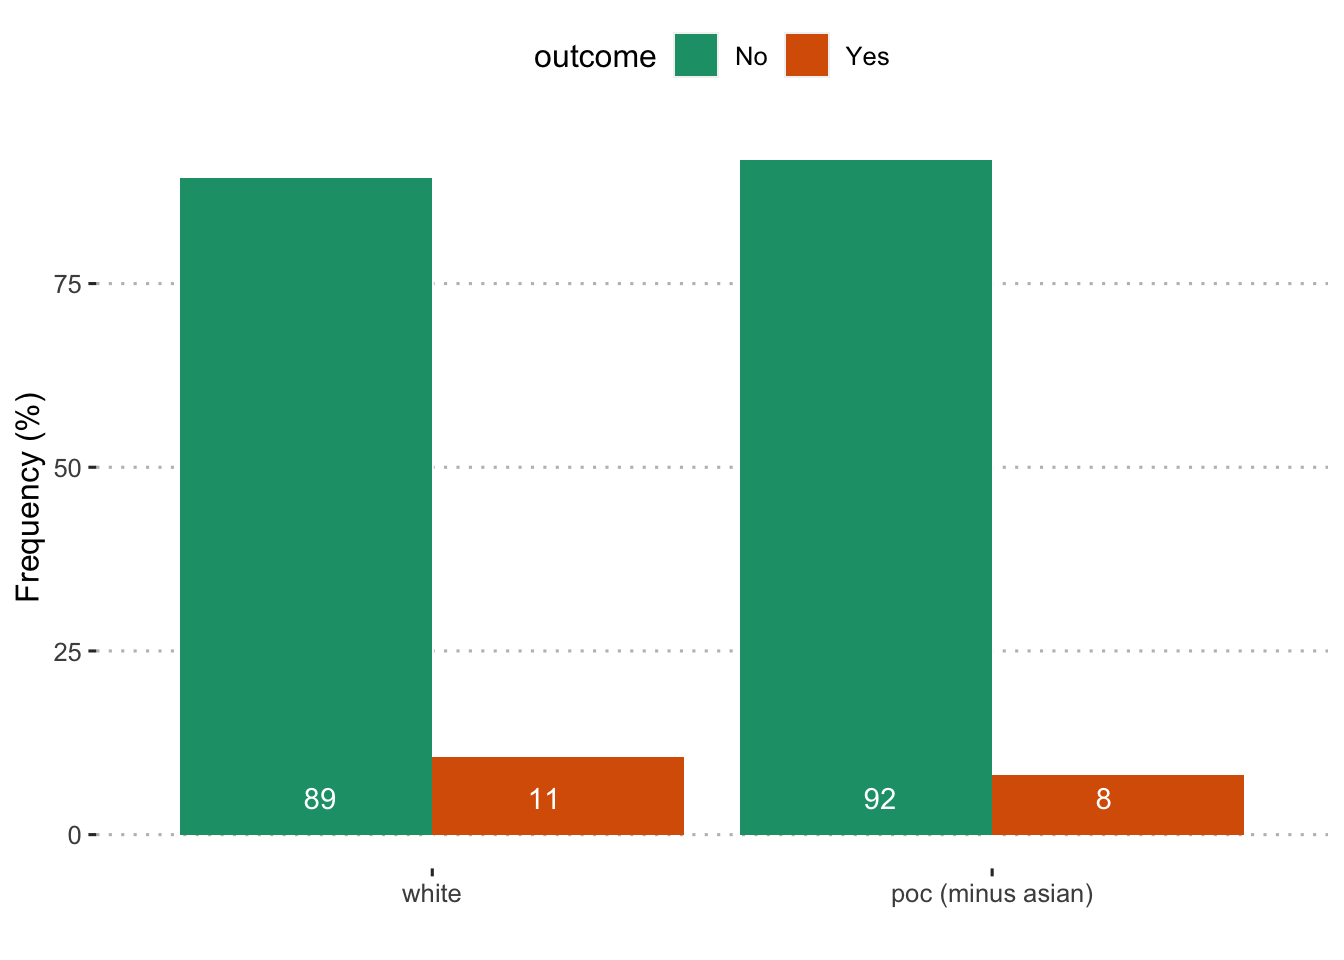 outcome No Yes
Frequency (%)
75
50
25
0
89 11 92 8
white poc (minus asian)